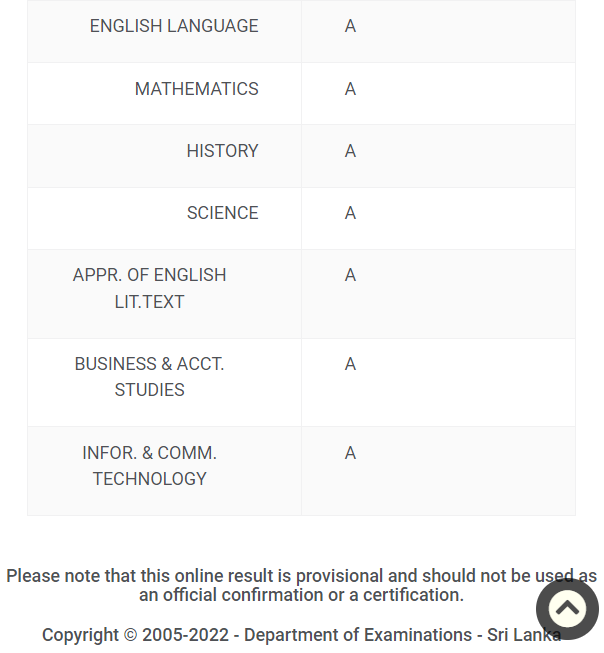 ENGLISH LANGUAGE A
MATHEMATICS A
HISTORY A
SCIENCE A
APPR. OF ENGLISH A
LIT.TEXT
BUSINESS & ACCT. A
STUDIES
INFOR. & COMM. A
TECHNOLOGY
Please note that this online result is provisional and should not be used as
an official confirmation or a certification.
Copyright © 2005-2022 - Department of Examinations - Sri Lanka